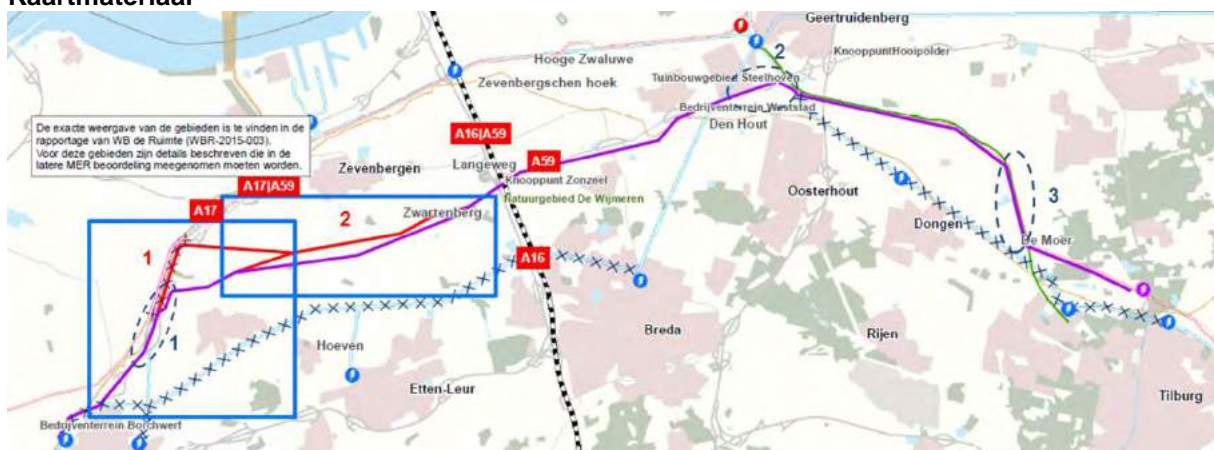 Kaartmateriaal
Geertruidenberg
2
Hooge Zwaluwe
Knooppunt Hooipolder
Zevenbergschen hoek
Tuinbouwgebied Steelhoven
Bedrijventerrein Weststad
Den Hout
De exacte weergave van de gebieden is te vinden in de
rapportage van WB de Ruimte (WBR-2015-003).
Voor deze gebieden zijn details beschreven die in de
latere MER beoordeling meegenomen moeten worden.
A16|A59
Zevenbergen
Langeweg
A59
Knooppunt Zonzeel
A17|A59
Natuurgebied De Wijmeren
Oosterhout
3
A17
2
Zwartenberg
Dongen
De Moer
1
A16
Breda
Rijen
1
Hoeven
Etten-Leur
Tilburg
Bedrijventerrein Borchwerf